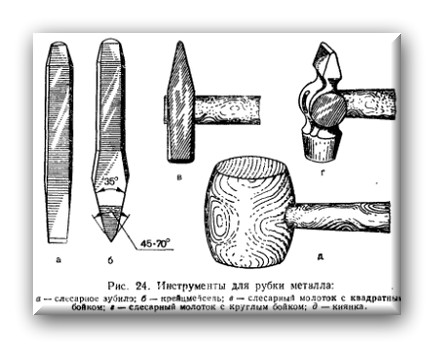 35°
в
г
45-70°
а
б
д
Рис. 24. Инструменты для рубки металла:
а — слесарное зубило; б — крейцмейсель; в — слесарный молоток с квадратным
бойком; г — слесарный молоток с круглым бойком; д — киянка.